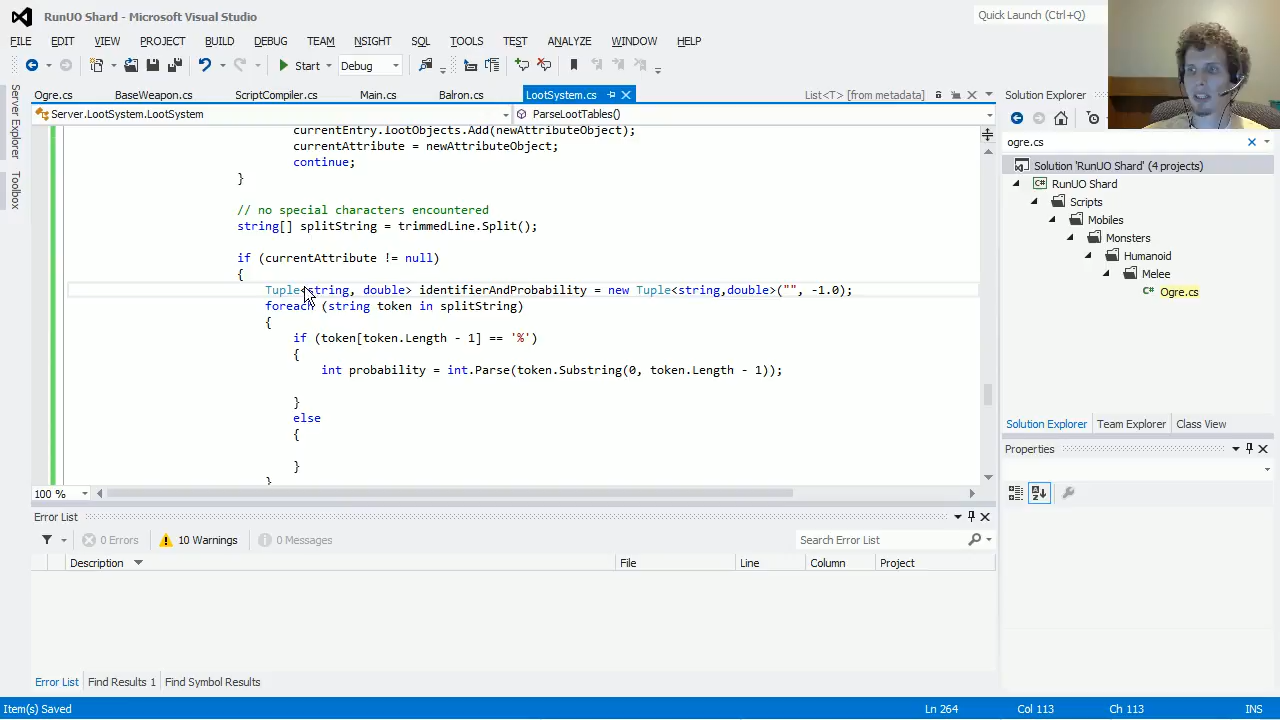 RunUO Shard - Microsoft Visual Studio
Quick Launch (Ctrl+Q)
FILE EDIT VIEW PROJECT BUILD DEBUG TEAM NSIGHT SQL TOOLS TEST ANALYZE WINDOW HELP
Start Debug
Server Explorer
Toolbox
Ogre.cs BaseWeapon.cs ScriptCompiler.cs Main.cs Balron.cs LootSystem.cs List<T> [from metadata]
Server.LootSystem.LootSystem ParseLootTables()
currentEntry.lootObjects.Add(newAttributeObject);
currentAttribute = newAttributeObject;
continue;
}
// no special characters encountered
string[] splitString = trimmedLine.Split();
if (currentAttribute != null)
{
Tuple<string, double> identifierAndProbability = new Tuple<string,double>("", -1.0);
foreach (string token in splitString)
{
if (token[token.Length - 1] == '%')
{
int probability = int.Parse(token.Substring(0, token.Length - 1));
}
else
{
}
}
100 %
Error List
0 Errors 10 Warnings 0 Messages
Search Error List
Description File Line Column Project
Error List Find Results 1 Find Symbol Results
Solution Explorer
ogre.cs
Solution 'RunUO Shard' (4 projects)
RunUO Shard
Scripts
Mobiles
Monsters
Humanoid
Melee
C# Ogre.cs
Solution Explorer Team Explorer Class View
Properties
Item(s) Saved Ln 264 Col 113 Ch 113 INS